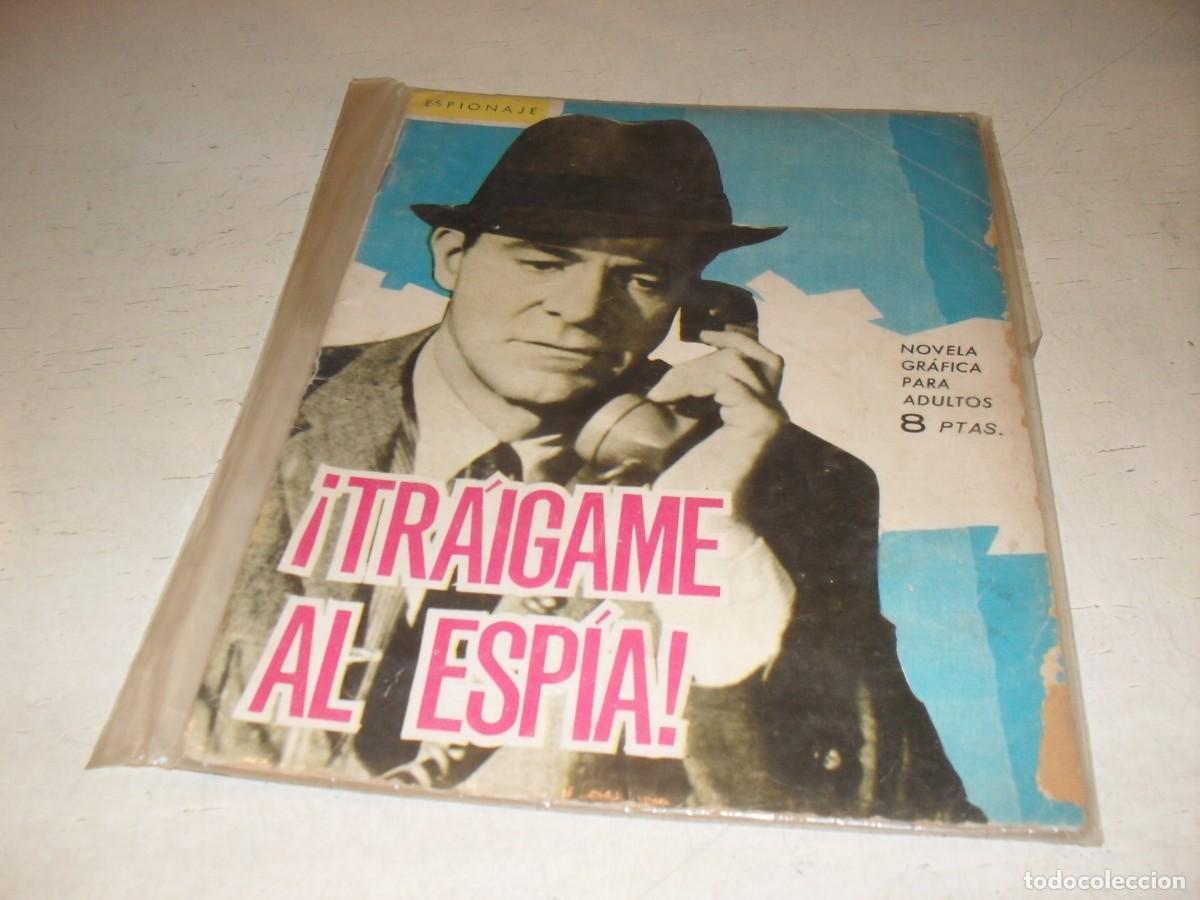 ESPIONAJE
NOVELA
GRÁFICA
PARA
ADULTOS
8 PTAS.
¡TRAÍGAME
AL ESPÍA!
todocoleccion